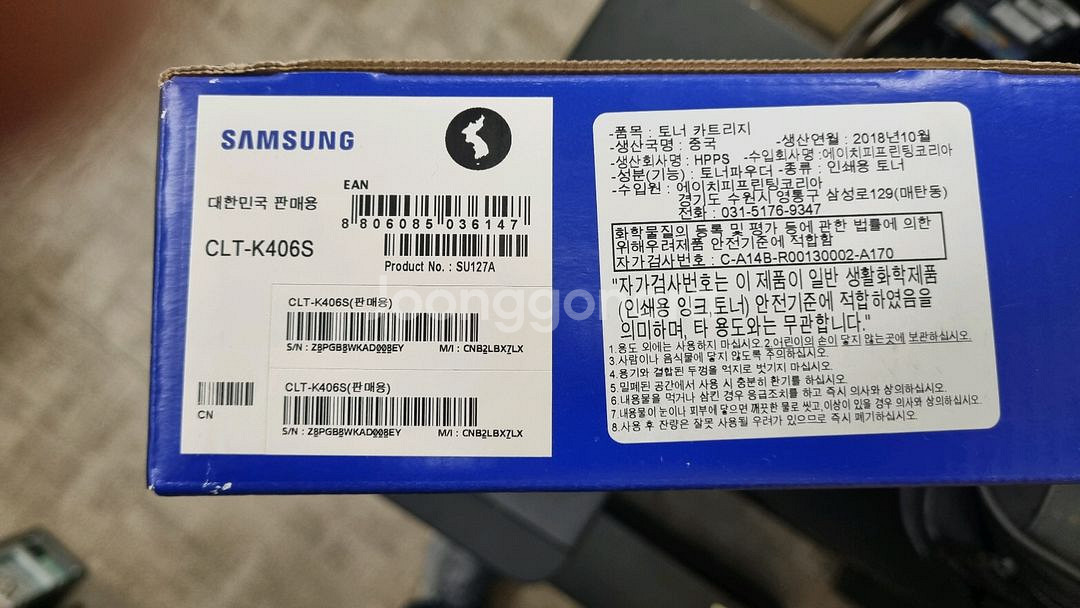 SAMSUNG
EAN
대한민국 판매용
8 806085 036147
CLT-K406S
Product No. : SU127A
CLT-K406S(판매용)
S/N : Z8PGB8WKAD008EY M/I : CNB2LBX7LX
CLT-K406S(판매용)
S/N : Z8PGB8WKAD008EY M/I : CNB2LBX7LX
CN
-품목 : 토너 카트리지
-생산국명 : 중국 -생산연월 : 2018년10월
-생산회사명 : HPPS -수입회사명 :에이치피프린팅코리아
-성분(기능) : 토너파우더 -종류 : 인쇄용 토너
-수입원 : 에이치피프린팅코리아
경기도 수원시 영통구 삼성로129(매탄동)
전화 : 031-5176-9347
화학물질의 등록 및 평가 등에 관한 법률에 의한
위해우려제품 안전기준에 적합함
자가검사번호 : C-A14B-R00130002-A170
"자가검사번호는 이 제품이 일반 생활화학제품
(인쇄용 잉크,토너) 안전기준에 적합하였음을
의미하며, 타 용도와는 무관합니다."
1.용도 외에는 사용하지 마십시오 2.어린이의 손이 닿지 않는곳에 보관하십시오.
3.사람이나 음식물에 닿지 않도록 주의하십시오.
4.용기와 결합된 두껑을 억지로 벗기지 마십시오.
5.밀폐된 공간에서 사용 시 충분히 환기를 하십시오.
6.내용물을 먹거나 삼킨 경우 응급조치를 하고 즉시 의사와 상의하십시오.
7.내용물이 눈이나 피부에 닿으면 깨끗한 물로 씻고,이상이 있을 경우 의사와 상의하십시오.
8.사용 후 잔량은 잘못 사용될 우려가 있으므로 즉시 폐기하십시오.